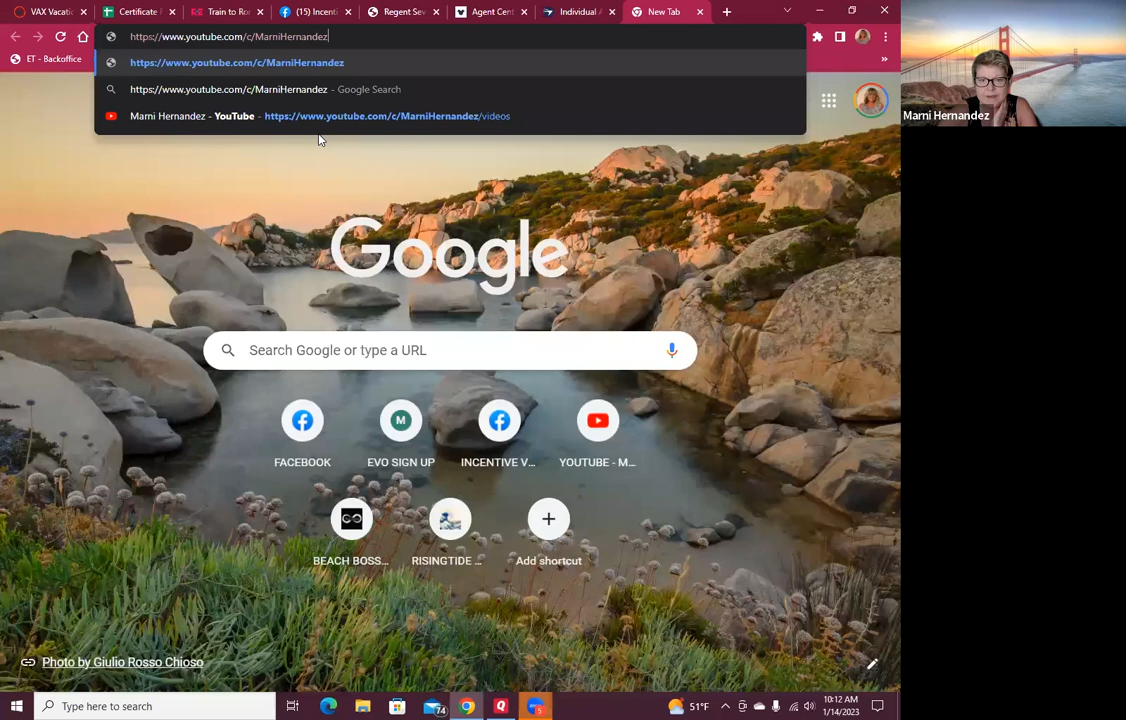 VAX Vacati
Certificate F
Train to Ro
(15) Incenti
Regent Sev
Agent Cent
Individual A
New Tab
https://www.youtube.com/c/MarniHernandez
ET - Backoffice
»
https://www.youtube.com/c/MarniHernandez
https://www.youtube.com/c/MarniHernandez - Google Search
Marni Hernandez - YouTube - https://www.youtube.com/c/MarniHernandez/videos
Marni Hernandez
Google
Search Google or type a URL
M
FACEBOOK
EVO SIGN UP
INCENTIVE V...
YOUTUBE - M...
BEACH BOSS...
RISINGTIDE ...
Add shortcut
Photo by Giulio Rosso Chioso
Type here to search
74
Q
5
51°F
10:12 AM
1/14/2023